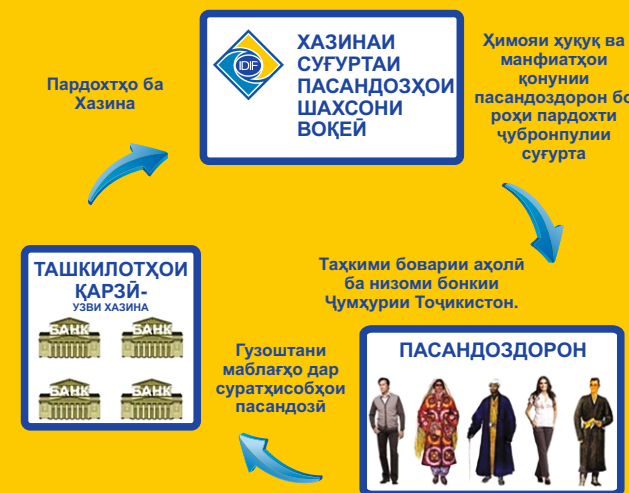 IDIF
ХАЗИНАИ
СУҒУРТАИ
ПАСАНДОЗҲОИ
ШАХСОНИ
ВОҚЕӢ
Пардохтҳо ба
Хазина
Ҳимояи ҳуқуқ ва
манфиатҳои
қонунии
пасандоздорон бо
роҳи пардохти
ҷубронпулии
суғурта
ТАШКИЛОТҲОИ
ҚАРЗӢ-
УЗВИ ХАЗИНА
БАНК
БАНК
БАНК
БАНК
Таҳкими боварии аҳолӣ
ба низоми бонкии
Ҷумҳурии Тоҷикистон.
Гузоштани
маблағҳо дар
суратҳисобҳои
пасандозӣ
ПАСАНДОЗДОРОН